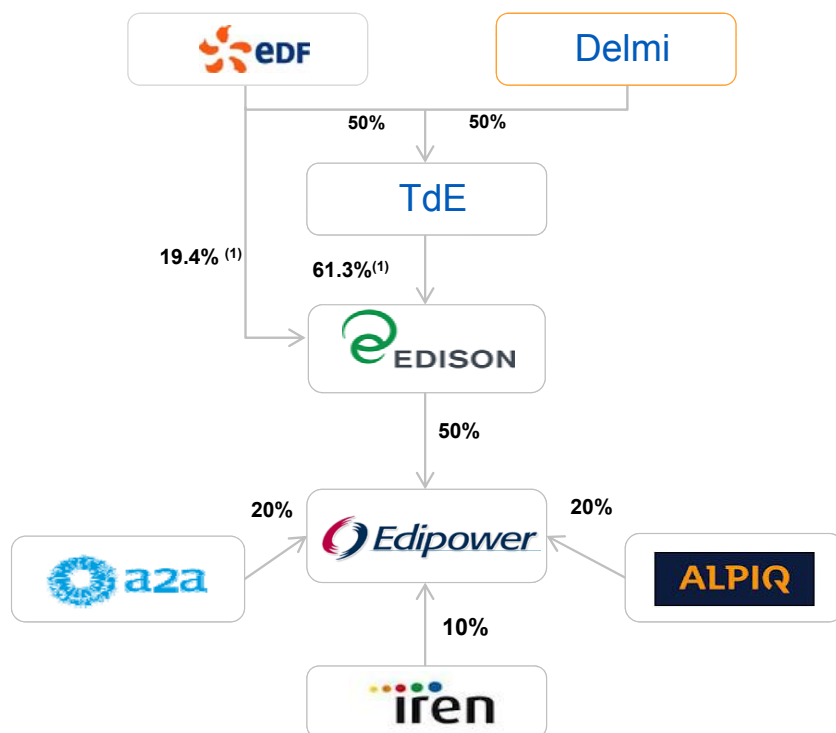 eDF
Delmi
50%
50%
TdE
19.4% (1)
61.3%(1)
EDISON
50%
20%
20%
Edipower
a2a
ALPIQ
10%
iren